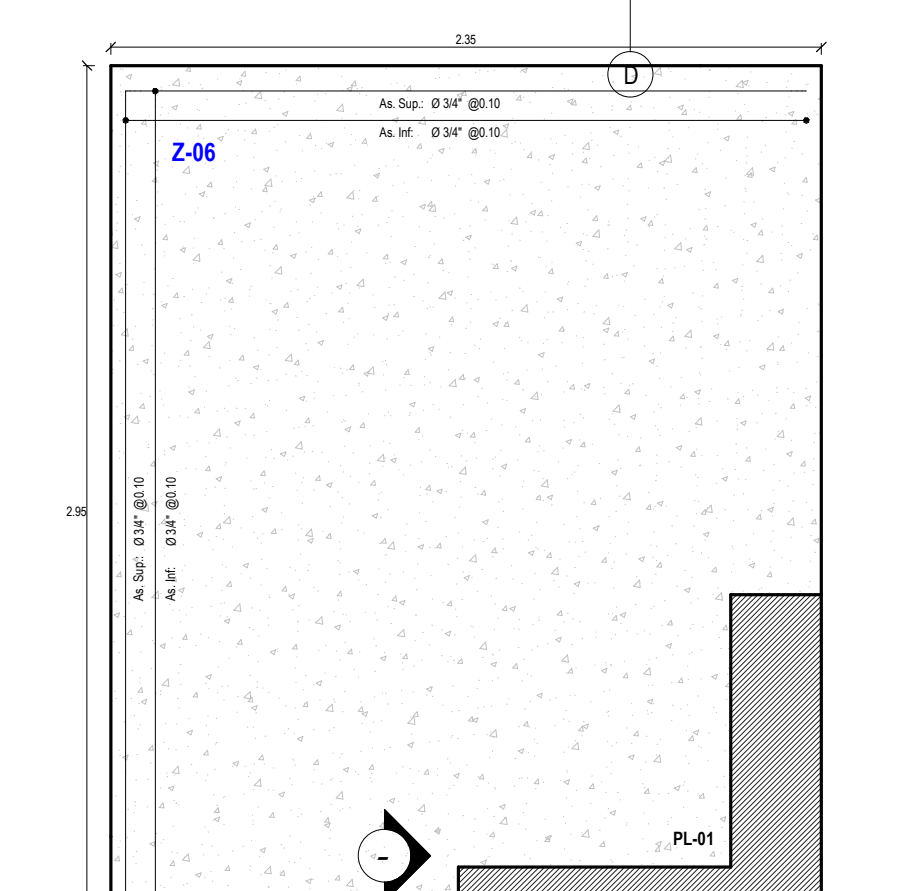 2.35
D
As. Sup.: Ø 3/4" @0.10
As. Inf: Ø 3/4" @0.10
Z-06
2.95
As. Sup.: Ø 3/4" @0.10
As. Inf: Ø 3/4" @0.10
PL-01
-